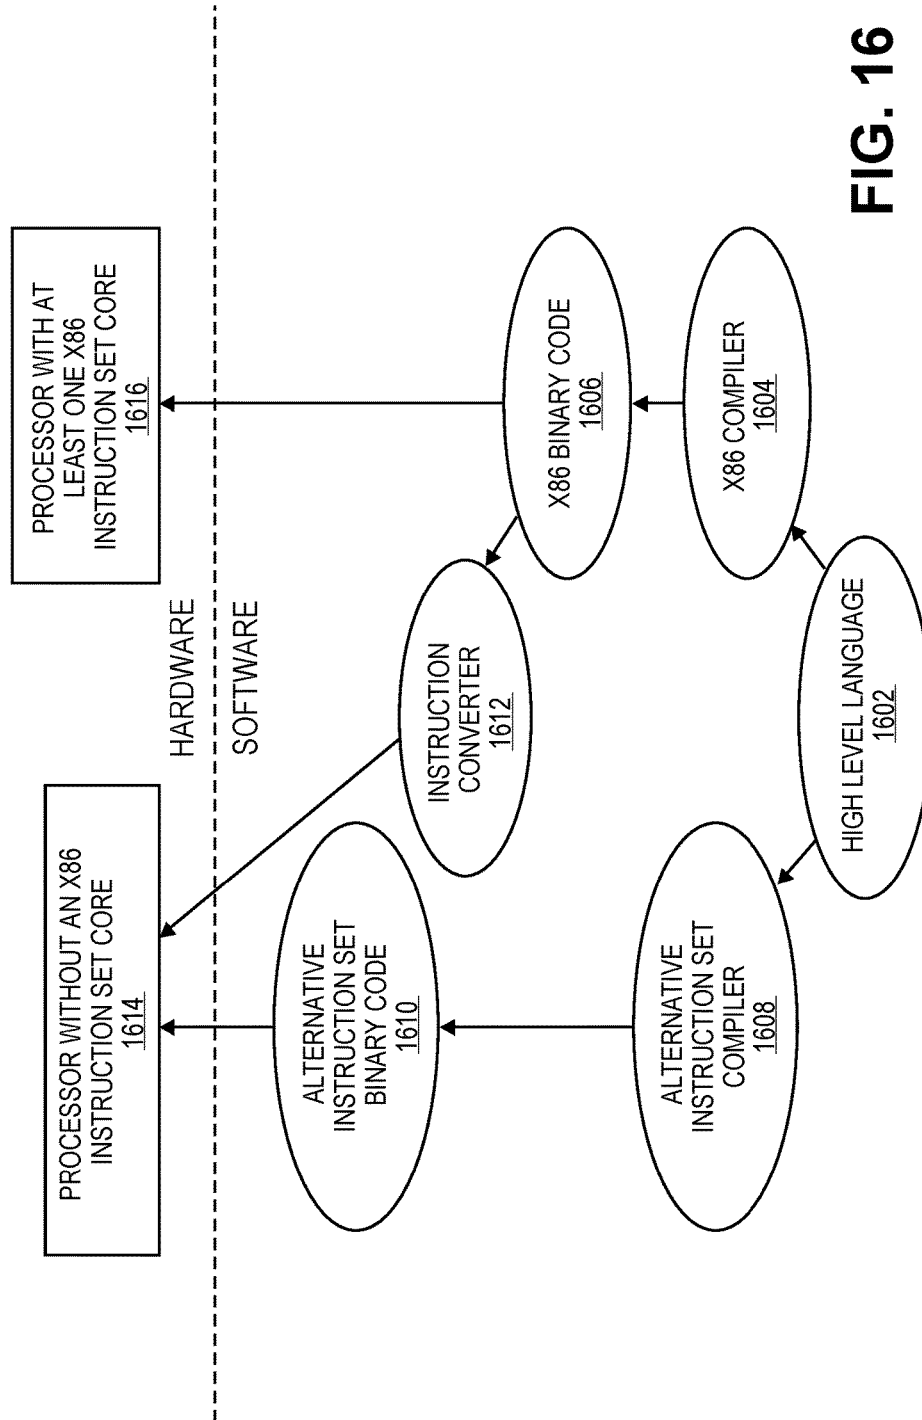 PROCESSOR WITHOUT AN X86
INSTRUCTION SET CORE
1614
PROCESSOR WITH AT
LEAST ONE X86
INSTRUCTION SET CORE
1616
HARDWARE
SOFTWARE
ALTERNATIVE
INSTRUCTION SET
BINARY CODE
1610
INSTRUCTION
CONVERTER
1612
X86 BINARY CODE
1606
ALTERNATIVE
INSTRUCTION SET
COMPILER
1608
X86 COMPILER
1604
HIGH LEVEL LANGUAGE
1602
FIG. 16